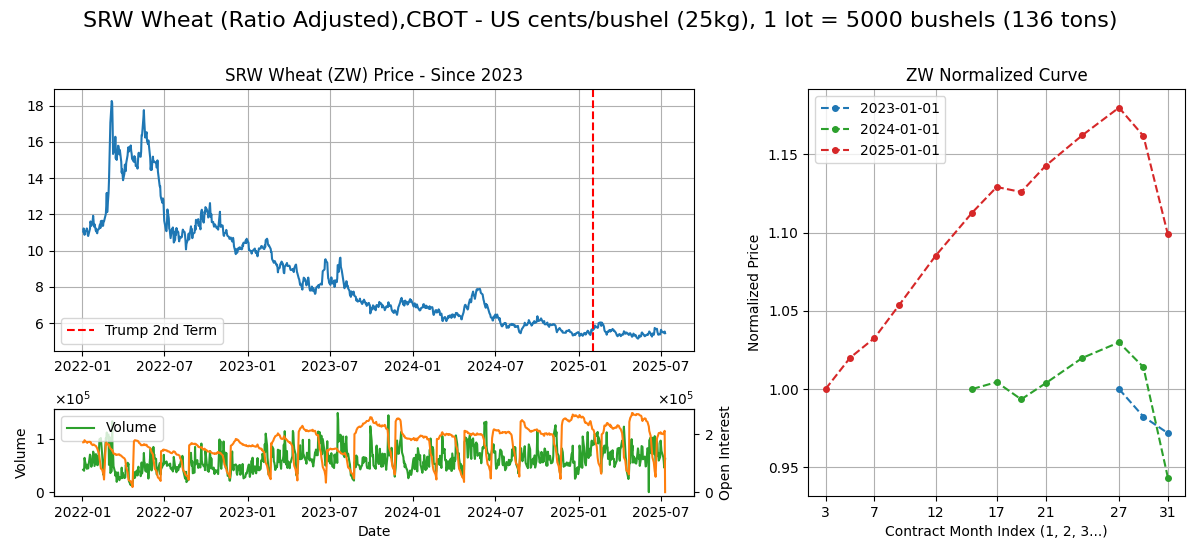 SRW Wheat (Ratio Adjusted),CBOT - US cents/bushel (25kg), 1 lot = 5000 bushels (136 tons)
SRW Wheat (ZW) Price - Since 2023
18
16
14
12
10
8
6
Trump 2nd Term
2022-01 2022-07 2023-01 2023-07 2024-01 2024-07 2025-01 2025-07
×10⁵ ×10⁵
Volume
Volume
1
0
2
0
Open Interest
2022-01 2022-07 2023-01 2023-07 2024-01 2024-07 2025-01 2025-07
Date
ZW Normalized Curve
2023-01-01
2024-01-01
2025-01-01
Normalized Price
1.15
1.10
1.05
1.00
0.95
3 7 12 17 21 27 31
Contract Month Index (1, 2, 3...)